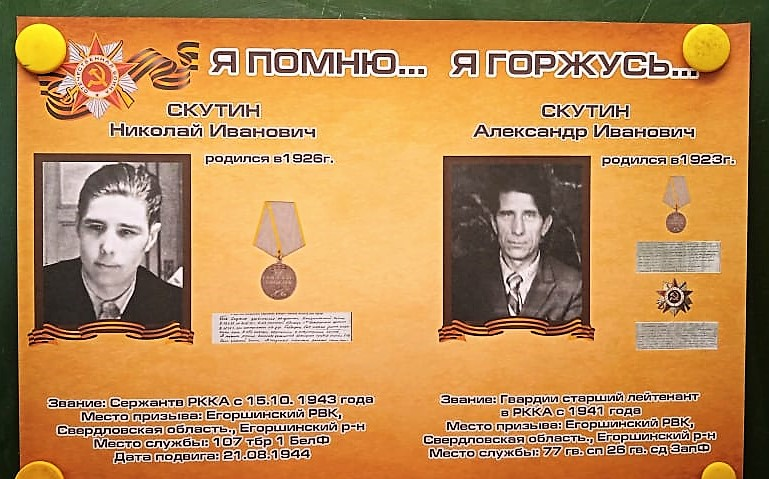 Я ПОМНЮ... Я ГОРЖУСЬ...
СКУТИН
Николай Иванович
родился в1926г.
Звание: Сержантв РККА с 15.10. 1943 года
Место призыва: Егоршинский РВК,
Свердловская область., Егоршинский р-н
Место службы: 107 тбр 1 БелФ
Дата подвига: 21.08.1944
СКУТИН
Александр Иванович
родился в1923г.
Звание: Гвардии старший лейтенант
в РККА с 1941 года
Место призыва: Егоршинский РВК,
Свердловская область., Егоршинский р-н
Место службы: 77 гв. сп 26 гв. сд ЗапФ